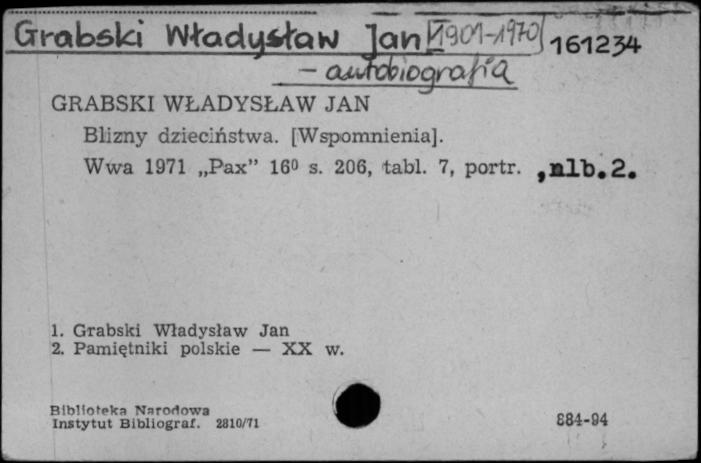 Grabski Władysław Jan [1901-1970] 161234
- autobiografia
GRABSKI WŁADYSŁAW JAN
Blizny dzieciństwa. [Wspomnienia].
Wwa 1971 „Pax” 16⁰ s. 206, tabl. 7, portr. ,nlb.2.
1. Grabski Władysław Jan
2. Pamiętniki polskie — XX w.
Biblioteka Narodowa
Instytut Bibliograf. 2810/71
884-94